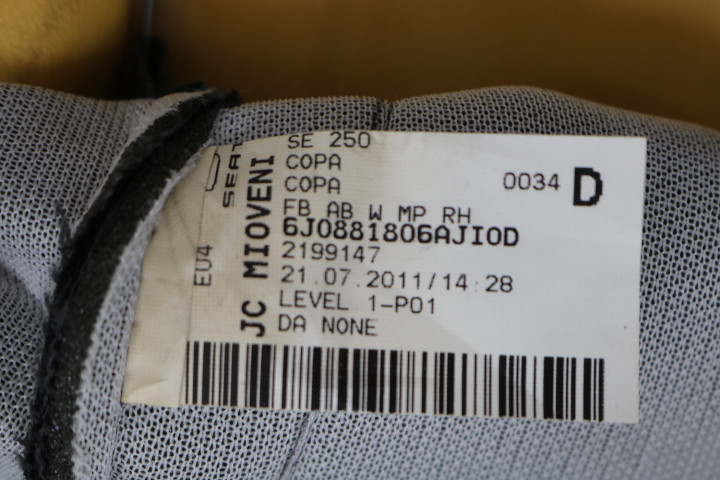 SE 250
COPA
COPA
0034 D
FB AB W MP RH
6J0881806AJIOD
2199147
21.07.2011/14:28
LEVEL 1-P01
DA NONE
JC MIOVENI
SEAT
EU4